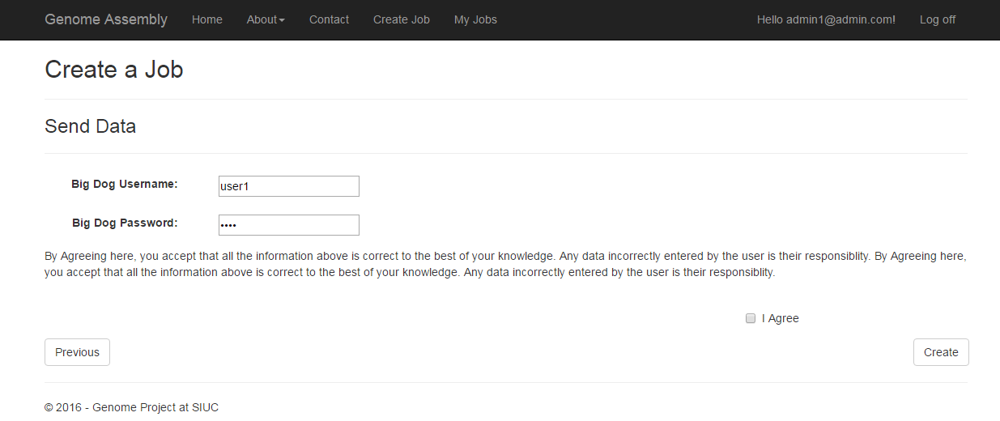 Genome Assembly Home About Contact Create Job My Jobs Hello admin1@admin.com! Log off
Create a Job
Send Data
Big Dog Username: user1
Big Dog Password: ••••
By Agreeing here, you accept that all the information above is correct to the best of your knowledge. Any data incorrectly entered by the user is their responsiblity. By Agreeing here,
you accept that all the information above is correct to the best of your knowledge. Any data incorrectly entered by the user is their responsiblity.
I Agree
Previous Create
© 2016 - Genome Project at SIUC